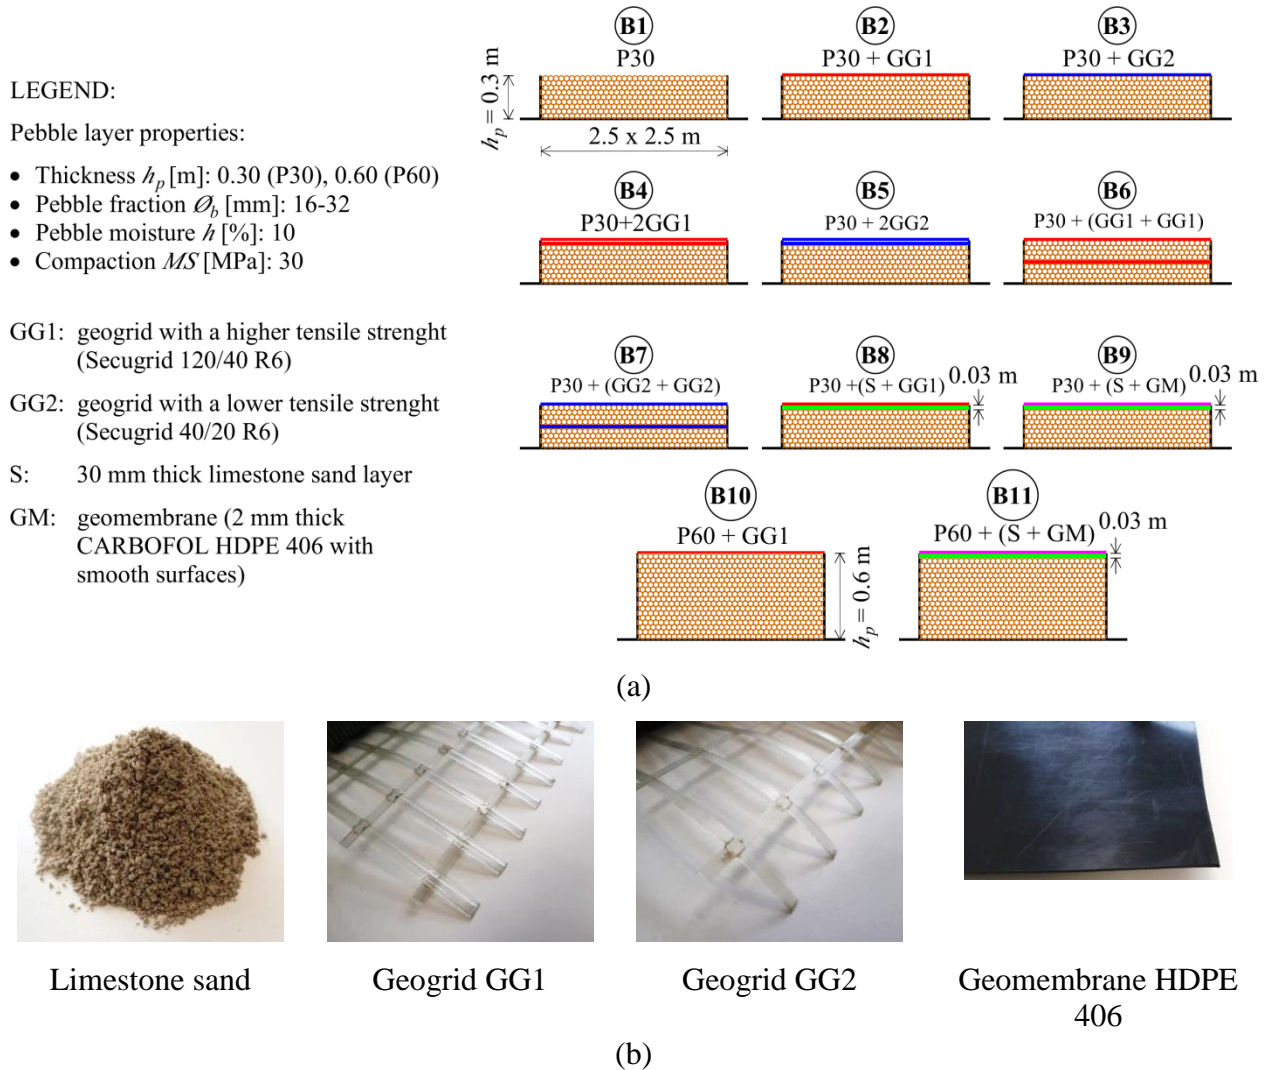 LEGEND:
Pebble layer properties:
• Thickness hp [m]: 0.30 (P30), 0.60 (P60)
• Pebble fraction Øb [mm]: 16-32
• Pebble moisture h [%]: 10
• Compaction MS [MPa]: 30
GG1: geogrid with a higher tensile strenght
(Secugrid 120/40 R6)
GG2: geogrid with a lower tensile strenght
(Secugrid 40/20 R6)
S: 30 mm thick limestone sand layer
GM: geomembrane (2 mm thick
CARBOFOL HDPE 406 with
smooth surfaces)
B1
P30
hp = 0.3 m
2.5 x 2.5 m
B2
P30 + GG1
B3
P30 + GG2
B4
P30+2GG1
B5
P30 + 2GG2
B6
P30 + (GG1 + GG1)
B7
P30 + (GG2 + GG2)
B8
P30 +(S + GG1)
0.03 m
B9
P30 + (S + GM)
0.03 m
B10
P60 + GG1
hp = 0.6 m
B11
P60 + (S + GM)
0.03 m
(a)
Limestone sand
Geogrid GG1
Geogrid GG2
Geomembrane HDPE
406
(b)